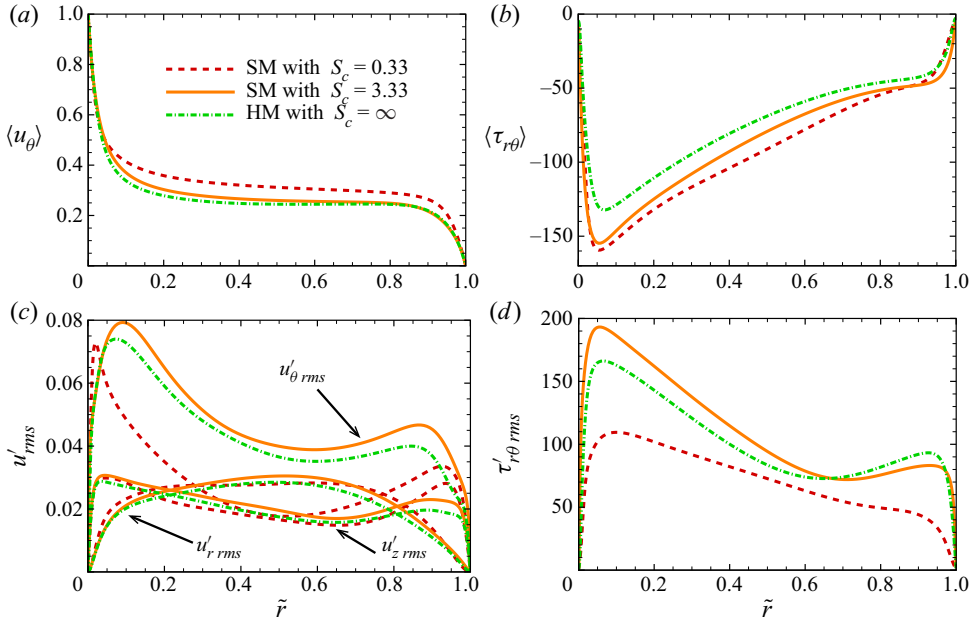 (a)
1.0
0.8
0.6
⟨u_θ⟩
0.4
0.2
0 0.2 0.4 0.6 0.8 1.0
SM with S_c = 0.33
SM with S_c = 3.33
HM with S_c = ∞
(b)
0
−50
⟨τ_rθ⟩
−100
−150
0 0.2 0.4 0.6 0.8 1.0
(c)
0.08
0.06
u′_rms
0.04
0.02
0 0.2 0.4 0.6 0.8 1.0
r̃
u′_θ rms
u′_r rms
u′_z rms
(d)
200
150
τ′_rθ rms
100
50
0 0.2 0.4 0.6 0.8 1.0
r̃